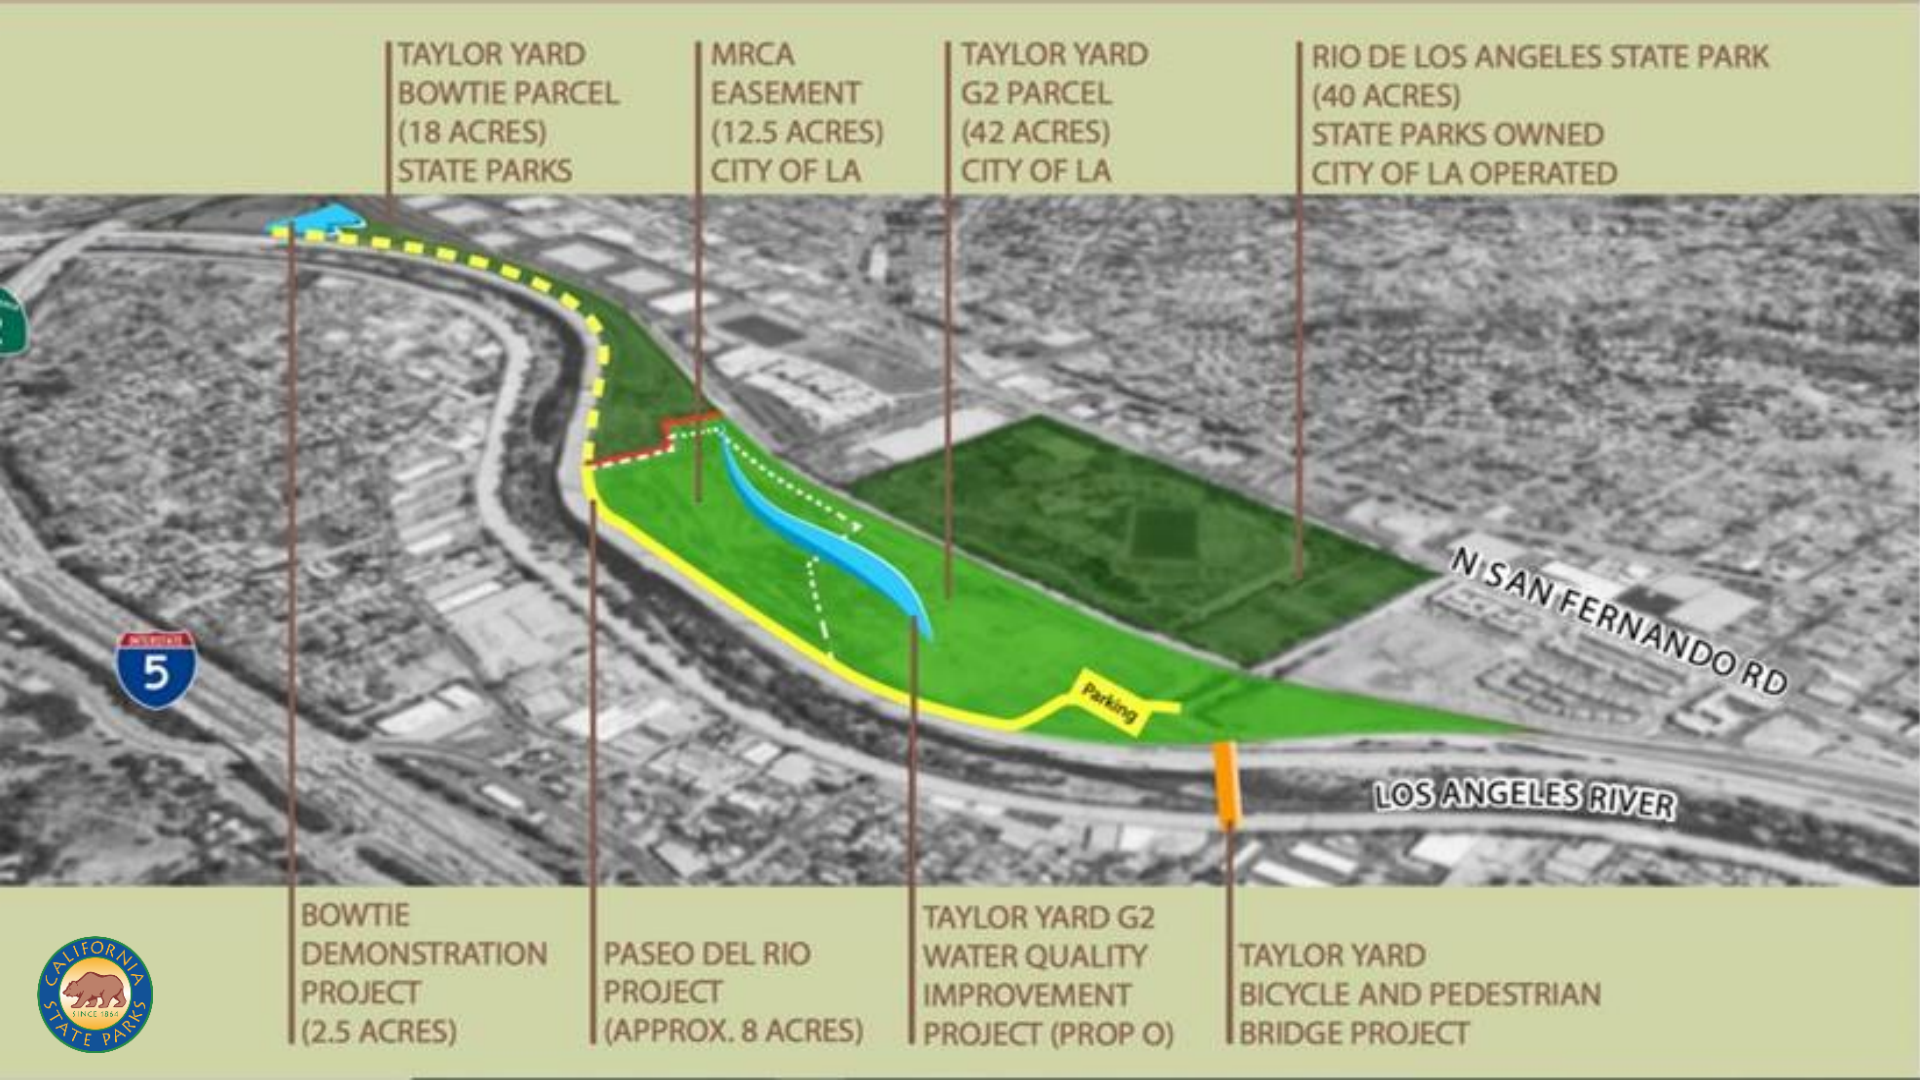 TAYLOR YARD
BOWTIE PARCEL
(18 ACRES)
STATE PARKS
MRCA
EASEMENT
(12.5 ACRES)
CITY OF LA
TAYLOR YARD
G2 PARCEL
(42 ACRES)
CITY OF LA
RIO DE LOS ANGELES STATE PARK
(40 ACRES)
STATE PARKS OWNED
CITY OF LA OPERATED
INTERSTATE
5
Parking
N SAN FERNANDO RD
LOS ANGELES RIVER
CALIFORNIA
SINCE 1864
STATE PARKS
BOWTIE
DEMONSTRATION
PROJECT
(2.5 ACRES)
PASEO DEL RIO
PROJECT
(APPROX. 8 ACRES)
TAYLOR YARD G2
WATER QUALITY
IMPROVEMENT
PROJECT (PROP O)
TAYLOR YARD
BICYCLE AND PEDESTRIAN
BRIDGE PROJECT